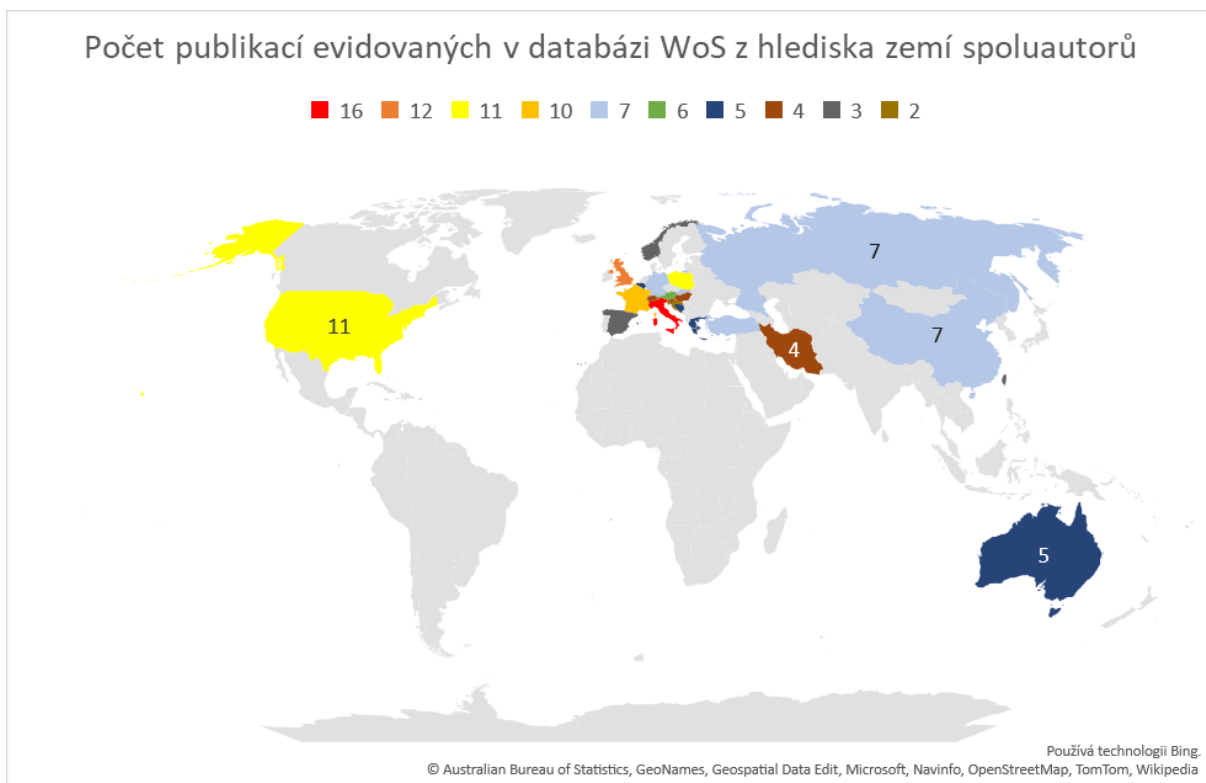 Počet publikací evidovaných v databázi WoS z hlediska zemí spoluautorů
16 12 11 10 7 6 5 4 3 2
7
11
7
4
5
Používá technologii Bing.
© Australian Bureau of Statistics, GeoNames, Geospatial Data Edit, Microsoft, Navinfo, OpenStreetMap, TomTom, Wikipedia